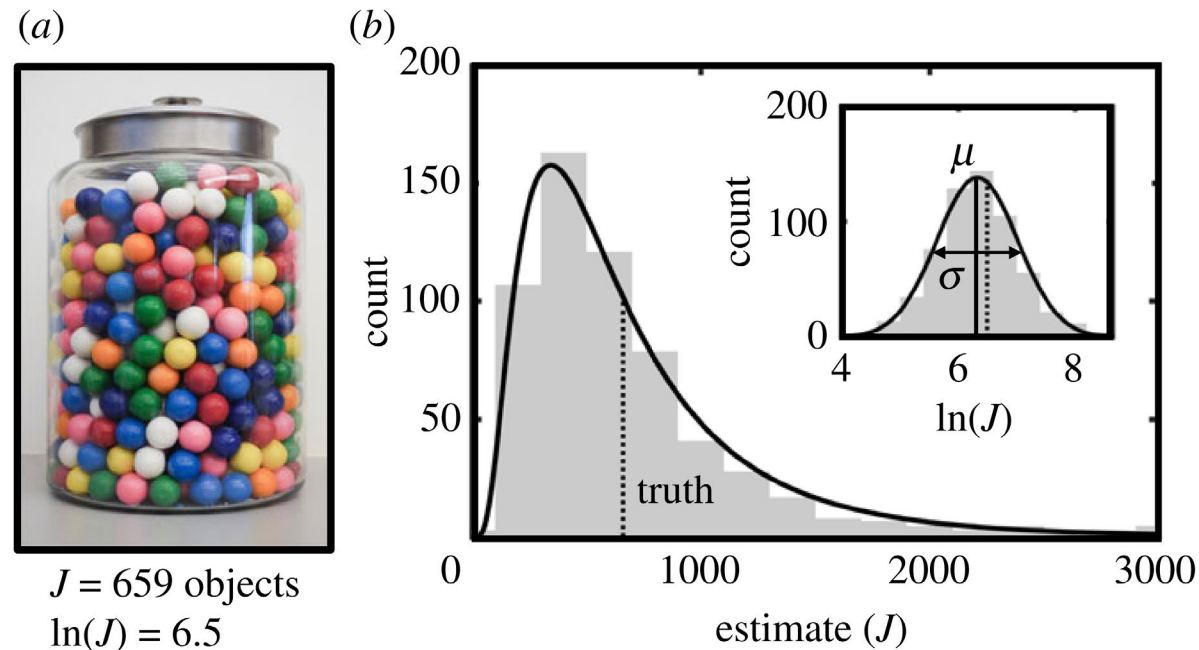 (a)
J = 659 objects
ln(J) = 6.5
(b)
200
150
100
50
0
1000
2000
3000
count
estimate (J)
truth
200
100
0
4
6
8
count
ln(J)
μ
σ